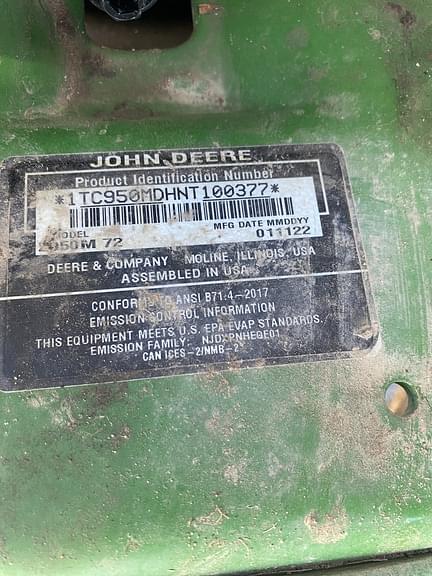 JOHN DEERE
Product Identification Number
*1TC950MDHNT100377*
MODEL MFG DATE MMDDYY
950M 72 011122
DEERE & COMPANY MOLINE, ILLINOIS, USA
ASSEMBLED IN USA
CONFORMS TO ANSI B71.4-2017
EMISSION CONTROL INFORMATION
THIS EQUIPMENT MEETS U.S. EPA EVAP STANDARDS.
EMISSION FAMILY.
CAN ICES-2/NMB-2